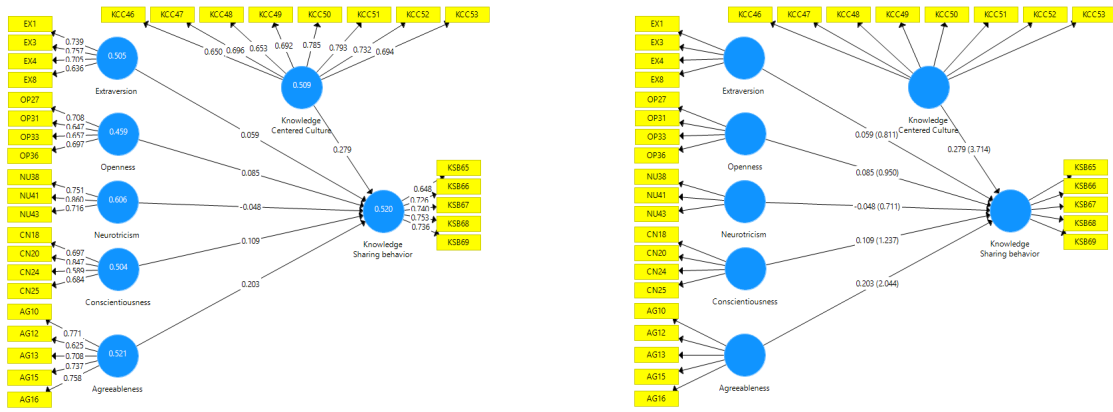 KCC46 KCC47 KCC48 KCC49 KCC50 KCC51 KCC52 KCC53
0.650 0.696 0.653 0.692 0.785 0.793 0.732 0.694
EX1
EX3
EX4
EX8
0.739
0.757
0.705
0.636
0.505
Extraversion
0.509
Knowledge
Centered Culture
OP27
OP31
OP33
OP36
0.708
0.647
0.657
0.697
0.459
Openness
NU38
NU41
NU43
0.751
0.860
0.716
0.606
Neurotricism
CN18
CN20
CN24
CN25
0.697
0.847
0.589
0.684
0.504
Conscientiousness
AG10
AG12
AG13
AG15
AG16
0.771
0.625
0.708
0.737
0.758
0.521
Agreeableness
0.059
0.279
0.085
-0.048
0.109
0.203
0.520
Knowledge
Sharing behavior
0.648
0.726
0.740
0.753
0.736
KSB65
KSB66
KSB67
KSB68
KSB69
KCC46 KCC47 KCC48 KCC49 KCC50 KCC51 KCC52 KCC53
EX1
EX3
EX4
EX8
Extraversion
Knowledge
Centered Culture
OP27
OP31
OP33
OP36
Openness
NU38
NU41
NU43
Neurotricism
CN18
CN20
CN24
CN25
Conscientiousness
AG10
AG12
AG13
AG15
AG16
Agreeableness
0.059 (0.811)
0.279 (3.714)
0.085 (0.950)
-0.048 (0.711)
0.109 (1.237)
0.203 (2.044)
Knowledge
Sharing behavior
KSB65
KSB66
KSB67
KSB68
KSB69